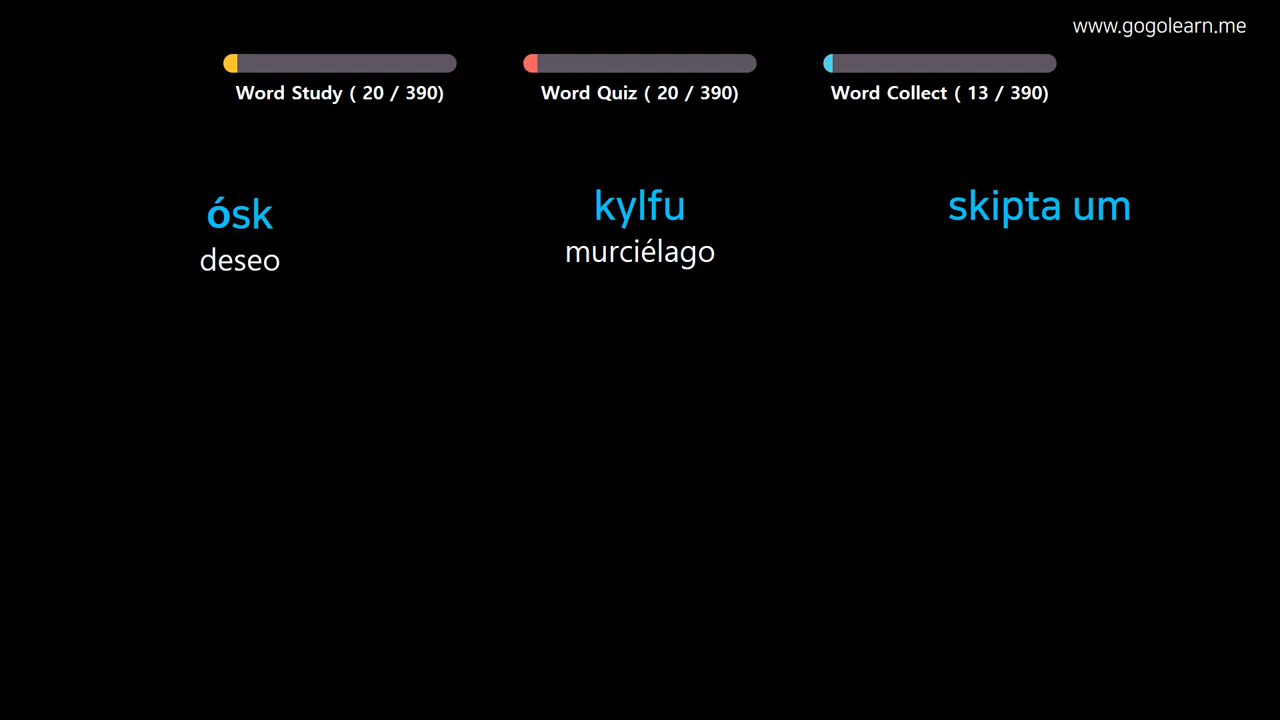 www.gogolearn.me
Word Study ( 20 / 390)
Word Quiz ( 20 / 390)
Word Collect ( 13 / 390)
ósk
deseo
kylfu
murciélago
skipta um